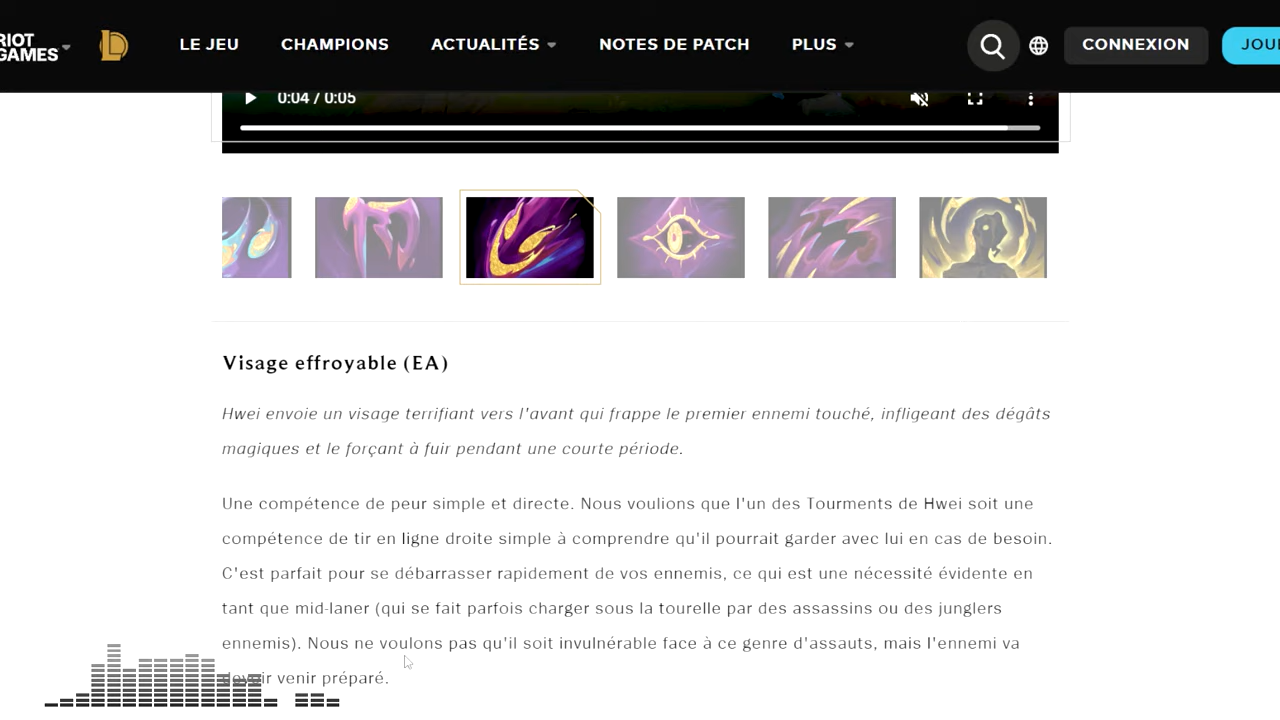 RIOT
GAMES
LE JEU
CHAMPIONS
ACTUALITÉS
NOTES DE PATCH
PLUS
CONNEXION
JOU
0:04 / 0:05
Visage effroyable (EA)
Hwei envoie un visage terrifiant vers l'avant qui frappe le premier ennemi touché, infligeant des dégâts
magiques et le forçant à fuir pendant une courte période.
Une compétence de peur simple et directe. Nous voulions que l'un des Tourments de Hwei soit une
compétence de tir en ligne droite simple à comprendre qu'il pourrait garder avec lui en cas de besoin.
C'est parfait pour se débarrasser rapidement de vos ennemis, ce qui est une nécessité évidente en
tant que mid-laner (qui se fait parfois charger sous la tourelle par des assassins ou des junglers
ennemis). Nous ne voulons pas qu'il soit invulnérable face à ce genre d'assauts, mais l'ennemi va
devoir venir préparé.